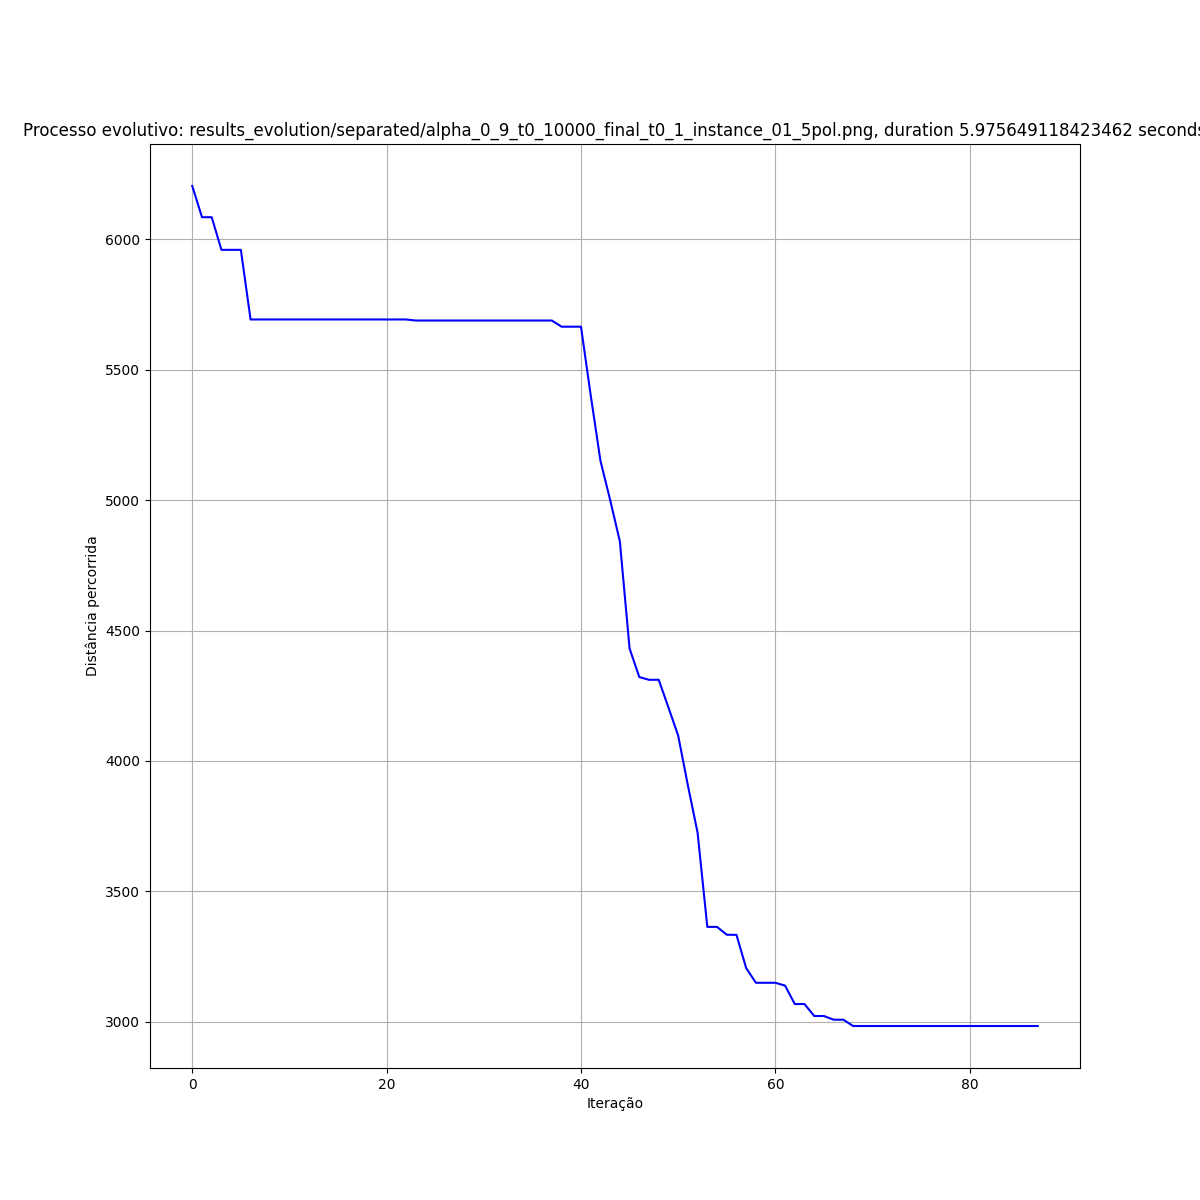 Processo evolutivo: results_evolution/separated/alpha_0_9_t0_10000_final_t0_1_instance_01_5pol.png, duration 5.975649118423462 seconds
6000
5500
5000
4500
4000
3500
3000
Distância percorrida
0 20 40 60 80
Iteração